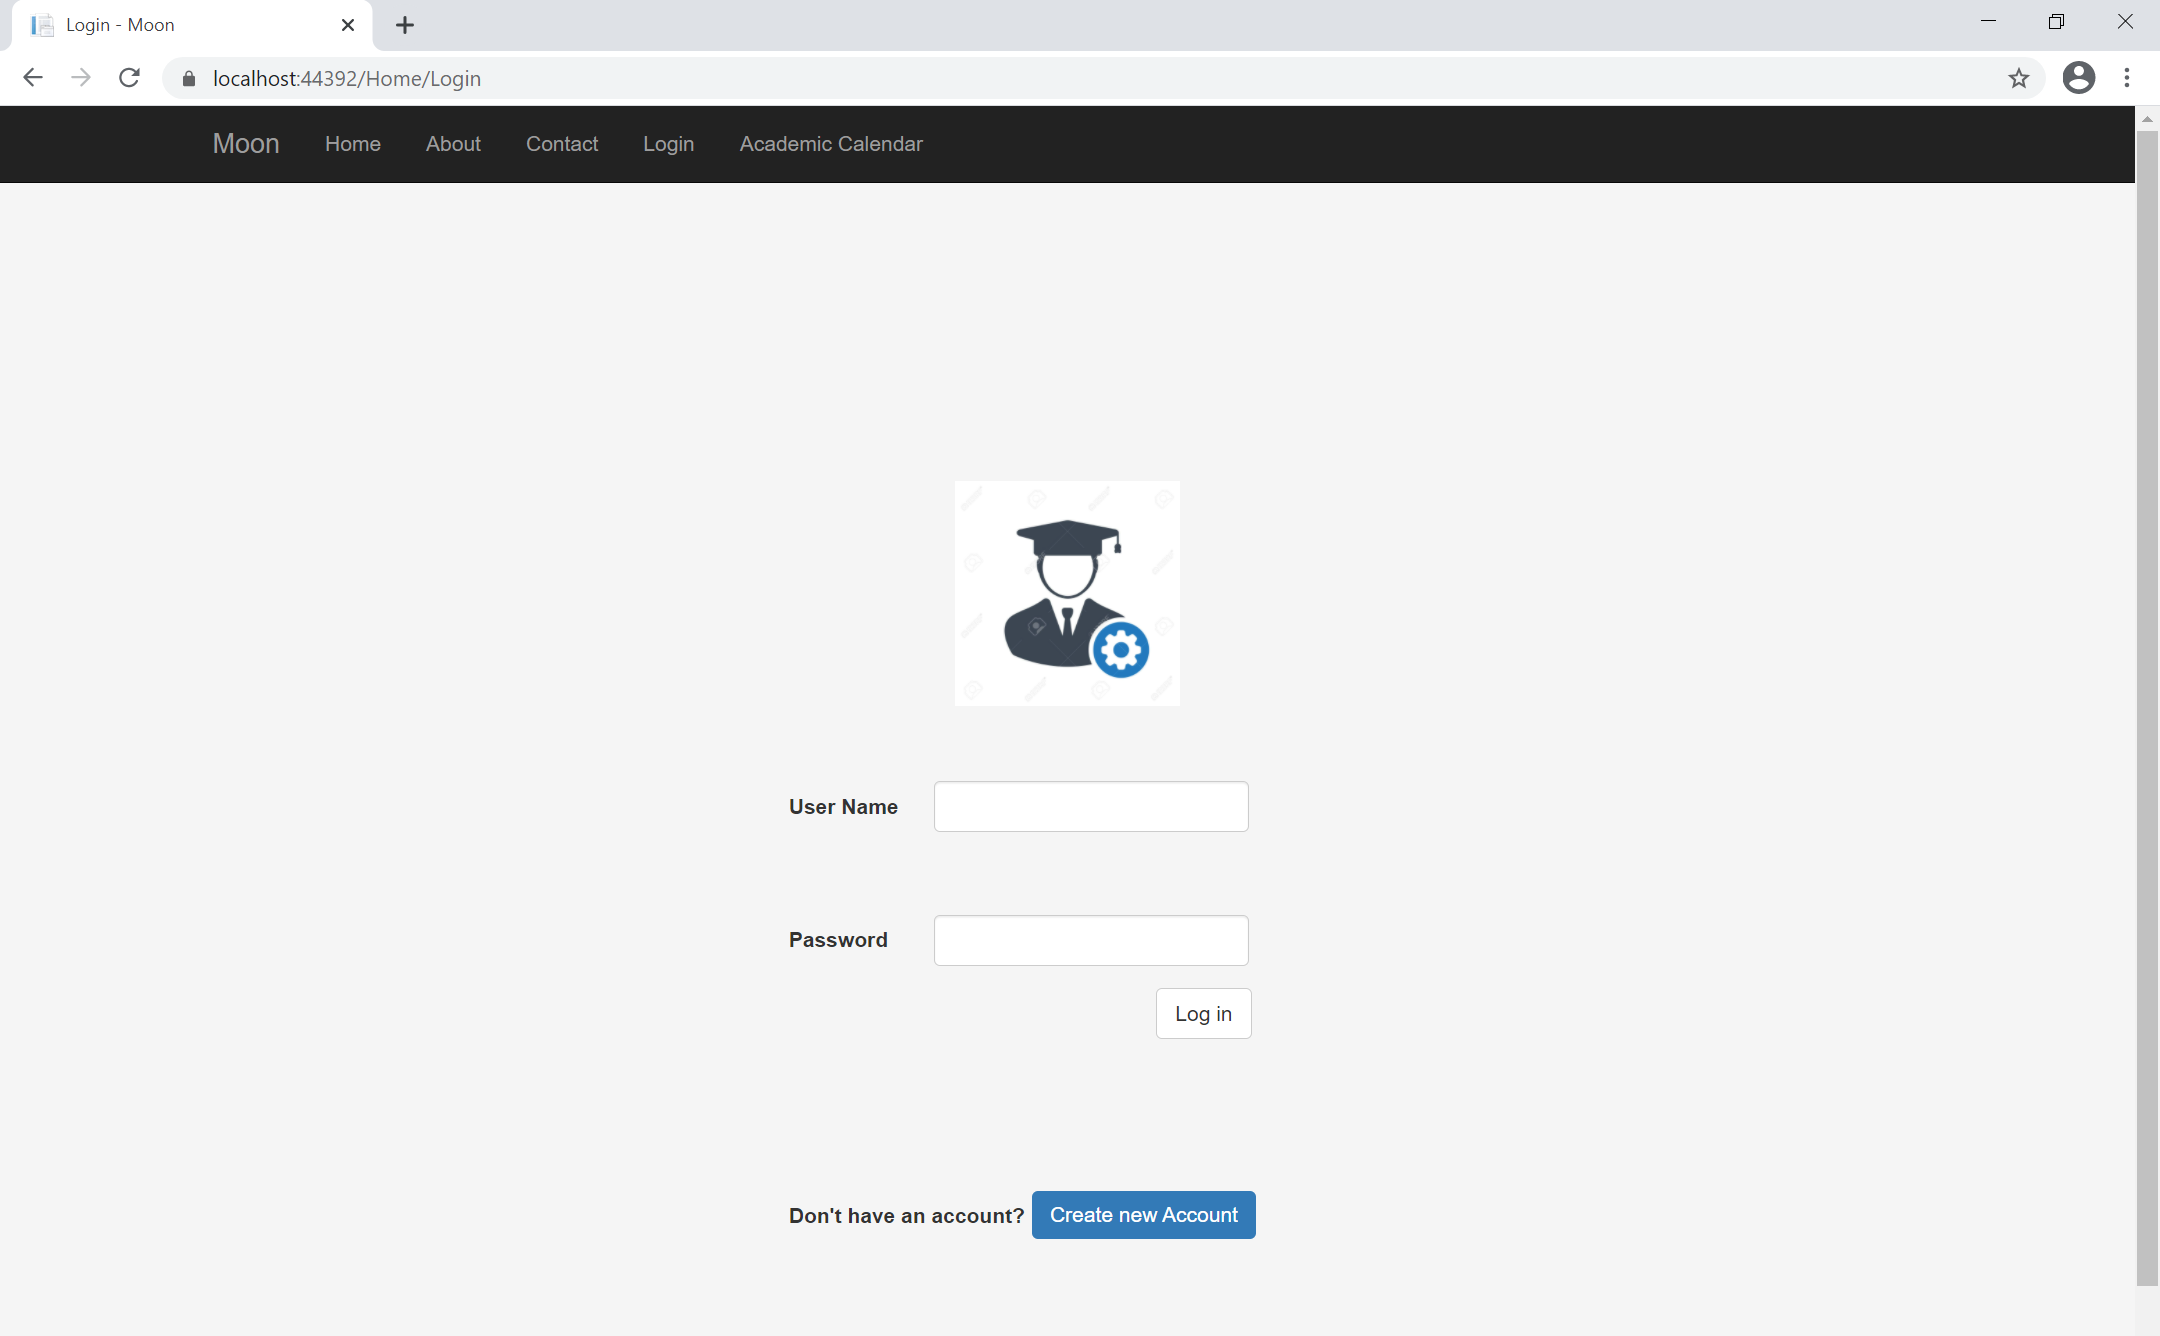 Login - Moon
localhost:44392/Home/Login
Moon Home About Contact Login Academic Calendar
User Name
Password
Log in
Don't have an account? Create new Account